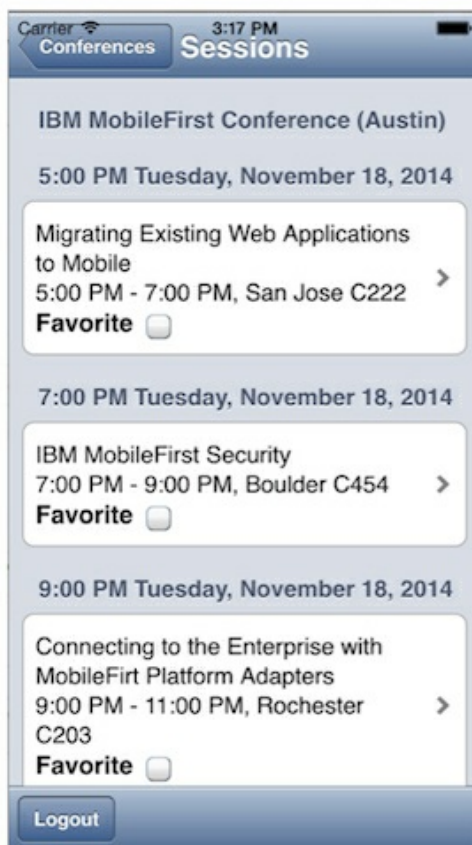 Carrier 3:17 PM
Conferences Sessions
IBM MobileFirst Conference (Austin)
5:00 PM Tuesday, November 18, 2014
Migrating Existing Web Applications
to Mobile
5:00 PM - 7:00 PM, San Jose C222
Favorite
7:00 PM Tuesday, November 18, 2014
IBM MobileFirst Security
7:00 PM - 9:00 PM, Boulder C454
Favorite
9:00 PM Tuesday, November 18, 2014
Connecting to the Enterprise with
MobileFirt Platform Adapters
9:00 PM - 11:00 PM, Rochester
C203
Favorite
Logout